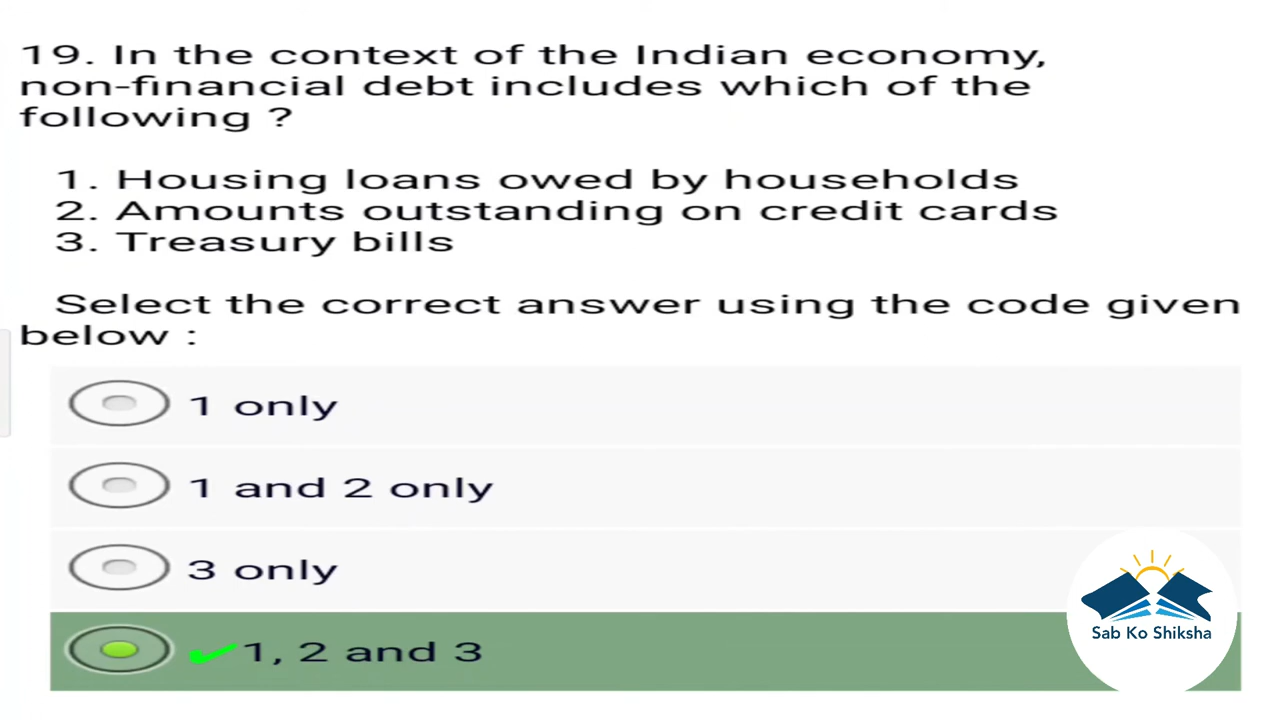 19. In the context of the Indian economy,
non-financial debt includes which of the
following ?
1. Housing loans owed by households
2. Amounts outstanding on credit cards
3. Treasury bills
Select the correct answer using the code given
below :
1 only
1 and 2 only
3 only
1, 2 and 3
Sab Ko Shiksha